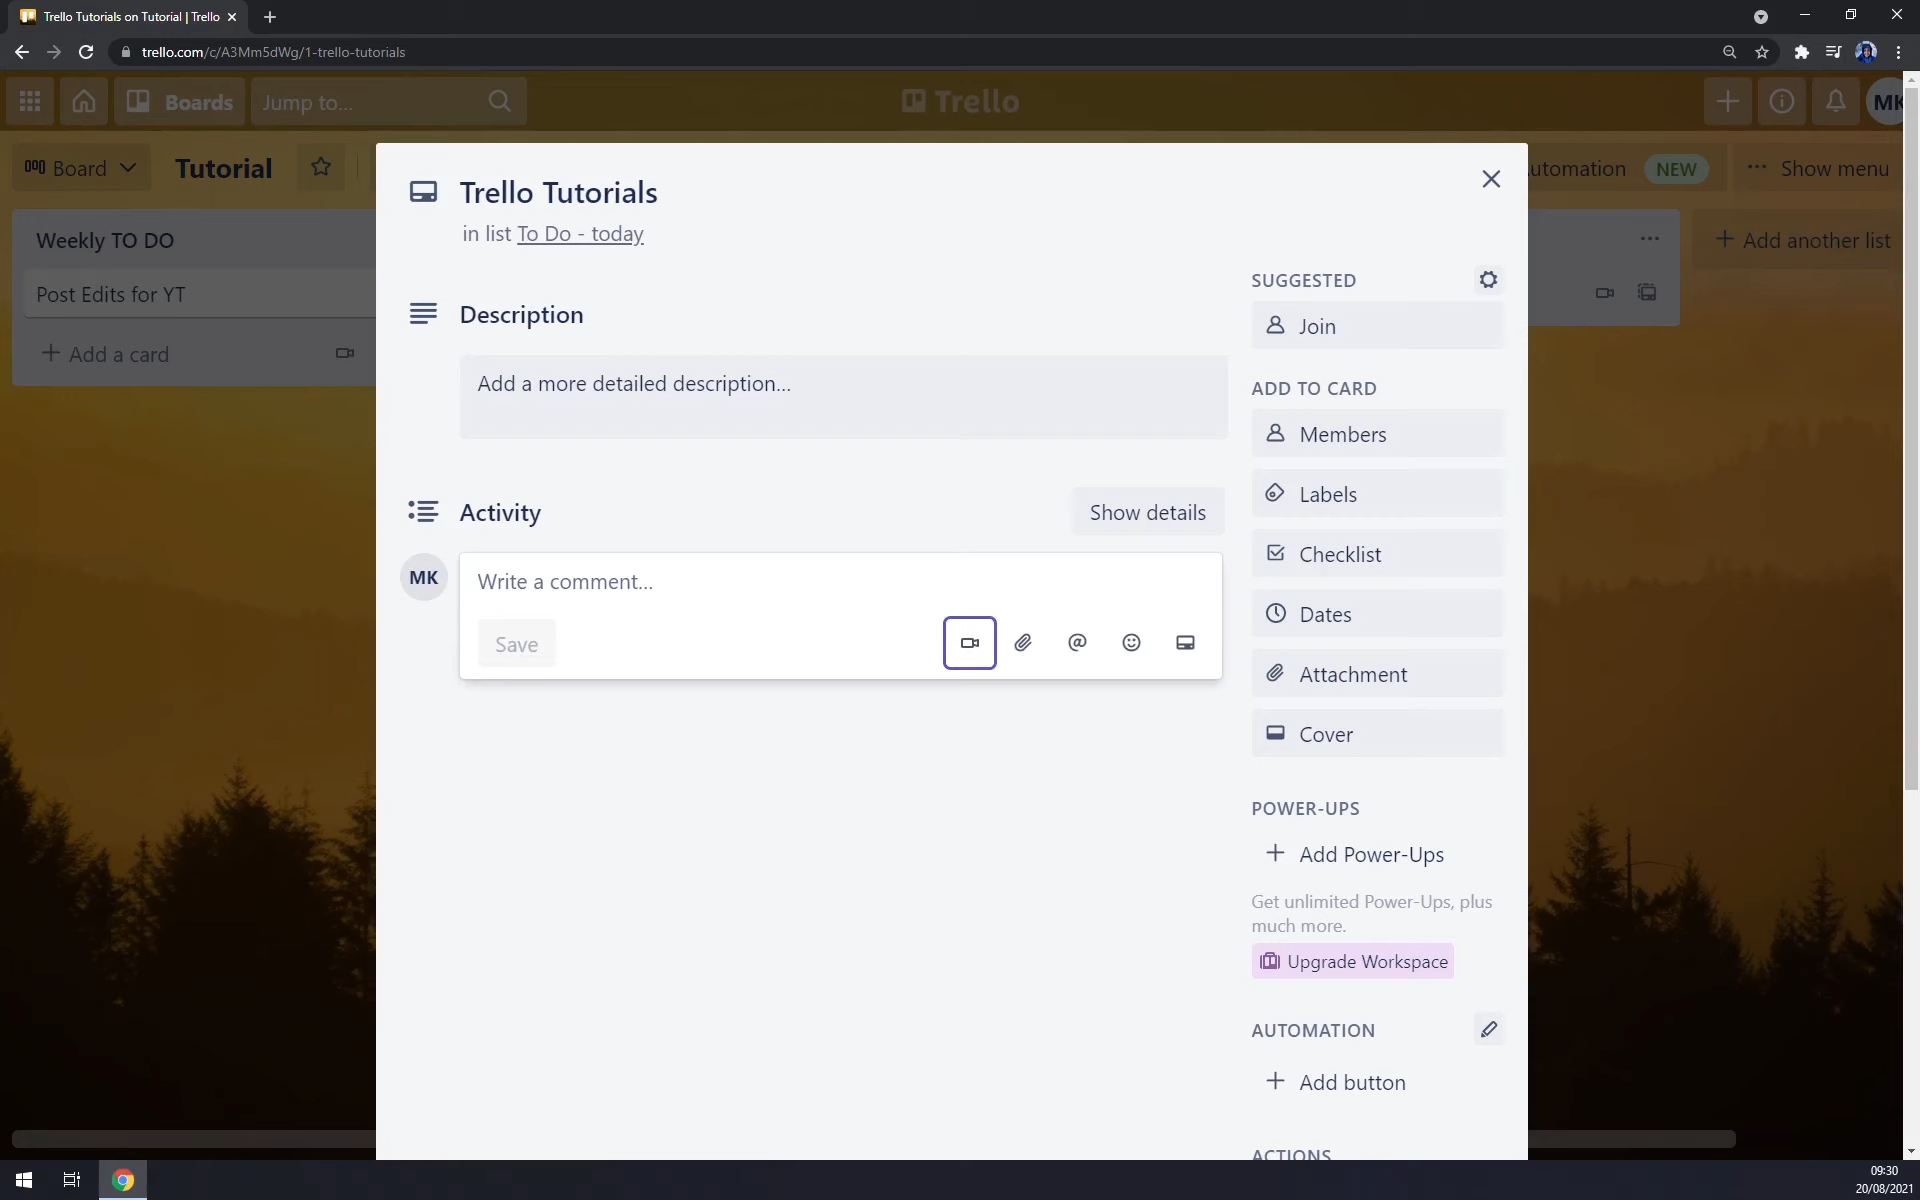 Trello Tutorials on Tutorial | Trello
trello.com/c/A3Mm5dWg/1-trello-tutorials
Boards
Jump to...
Trello
MK
Board
Tutorial
utomation
NEW
Show menu
Weekly TO DO
Post Edits for YT
Add a card
Add another list
Trello Tutorials
in list To Do - today
Description
Add a more detailed description...
Activity
Show details
MK
Write a comment...
Save
SUGGESTED
Join
ADD TO CARD
Members
Labels
Checklist
Dates
Attachment
Cover
POWER-UPS
Add Power-Ups
Get unlimited Power-Ups, plus
much more.
Upgrade Workspace
AUTOMATION
Add button
ACTIONS
09:30
20/08/2021